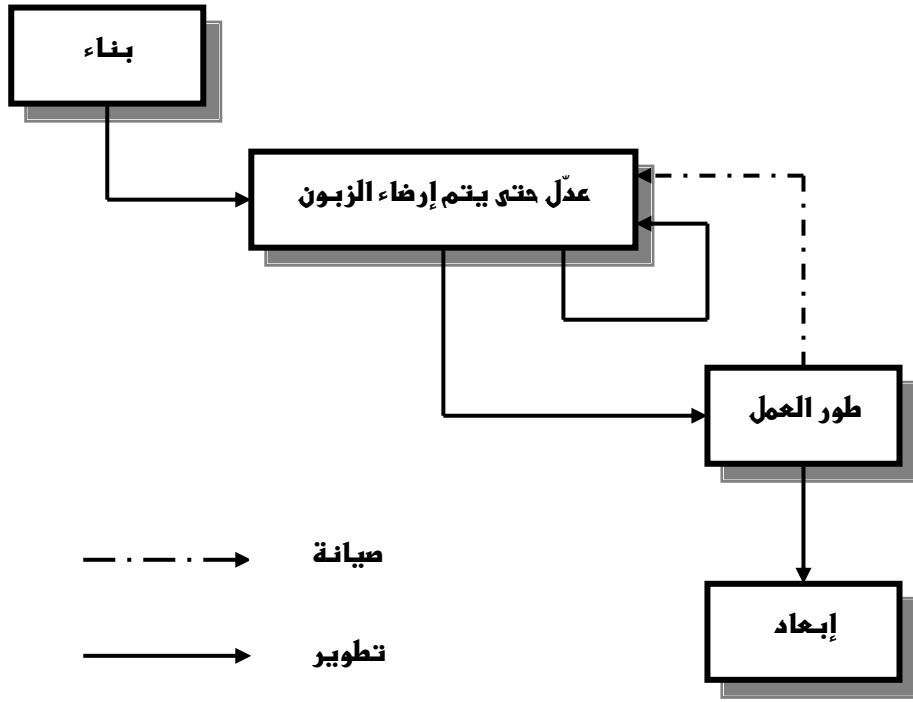 بناء
عدّل حتى يتم إرضاء الزبون
طور العمل
صيانة
إبعاد
تطوير